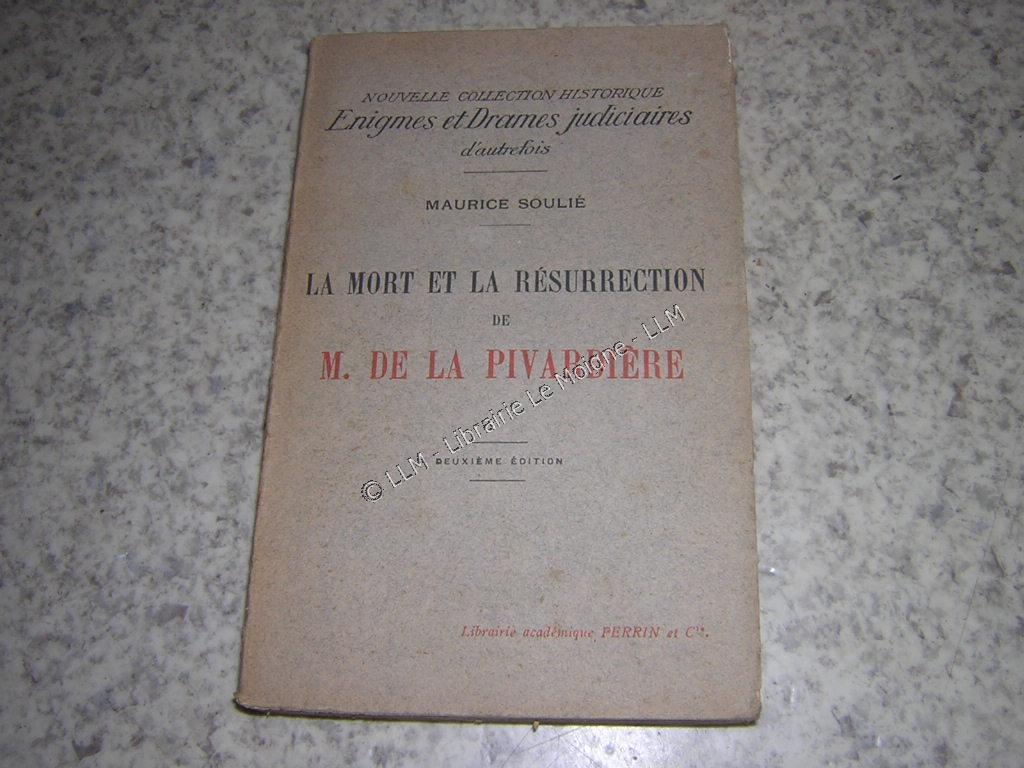 NOUVELLE COLLECTION HISTORIQUE
Enigmes et Drames judiciaires
d'autrefois
MAURICE SOULIÉ
LA MORT ET LA RÉSURRECTION
DE
M. DE LA PIVARDIÈRE
DEUXIÈME ÉDITION
Librairie académique PERRIN et Cie.
© LLM - Librairie Le Moigne - LLM